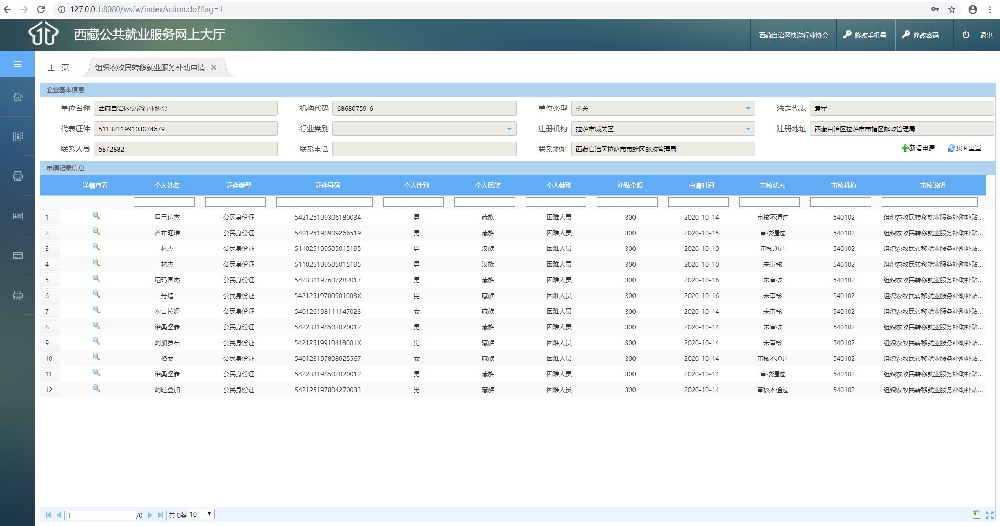 127.0.0.1:8080/wsfw/indexAction.do?flag=1
西藏公共就业服务网上大厅
西藏自治区快递行业协会 修改手机号 修改密码 退出
主 页 组织农牧民转移就业服务补助申请
企业基本信息
单位名称 西藏自治区快递行业协会 机构代码 68680759-6 单位类型 机关 法定代表 袁军
代表证件 511321199103074679 行业类别 注册机构 拉萨市城关区 注册地址 西藏自治区拉萨市市辖区邮政管理局
联系人员 6872882 联系电话 联系地址 西藏自治区拉萨市市辖区邮政管理局 新增申请 页面重置
申请记录信息
详情查看 个人姓名 证件类型 证件号码 个人性别 个人民族 个人类别 补贴金额 申请时间 审核状态 审核机构 审核说明
1 旦巴达杰 公民身份证 542125199306180034 男 藏族 困难人员 300 2020-10-14 审核不通过 540102 组织农牧民转移就业服务补助补贴...
2 普布旺堆 公民身份证 540125198909266519 男 藏族 困难人员 300 2020-10-15 审核通过 540102 组织农牧民转移就业服务补助补贴...
3 林杰 公民身份证 511025199505015195 男 汉族 困难人员 300 2020-10-10 审核通过 540102 组织农牧民转移就业服务补助补贴...
4 林杰 公民身份证 511025199505015195 男 汉族 困难人员 300 2020-10-10 未审核 540102 组织农牧民转移就业服务补助补贴...
5 尼玛国杰 公民身份证 542331197607282017 男 藏族 困难人员 300 2020-10-16 未审核 540102 组织农牧民转移就业服务补助补贴...
6 丹增 公民身份证 54212519700901003X 男 藏族 困难人员 300 2020-10-16 未审核 540102 组织农牧民转移就业服务补助补贴...
7 次吉拉姆 公民身份证 540126198111147023 女 藏族 困难人员 300 2020-10-14 未审核 540102 组织农牧民转移就业服务补助补贴...
8 洛桑坚参 公民身份证 542233198502020012 男 藏族 困难人员 300 2020-10-14 未审核 540102 组织农牧民转移就业服务补助补贴...
9 阿加罗布 公民身份证 54212519910418001X 男 藏族 困难人员 300 2020-10-14 未审核 540102 组织农牧民转移就业服务补助补贴...
10 格桑 公民身份证 540123197808025567 女 藏族 困难人员 300 2020-10-14 审核不通过 540102 组织农牧民转移就业服务补助补贴...
11 洛桑坚参 公民身份证 542233198502020012 男 藏族 困难人员 300 2020-10-14 审核通过 540102 组织农牧民转移就业服务补助补贴...
12 阿旺登加 公民身份证 542125197804270033 男 藏族 困难人员 300 2020-10-14 审核不通过 540102 组织农牧民转移就业服务补助补贴...
1 /0 共 0条 10